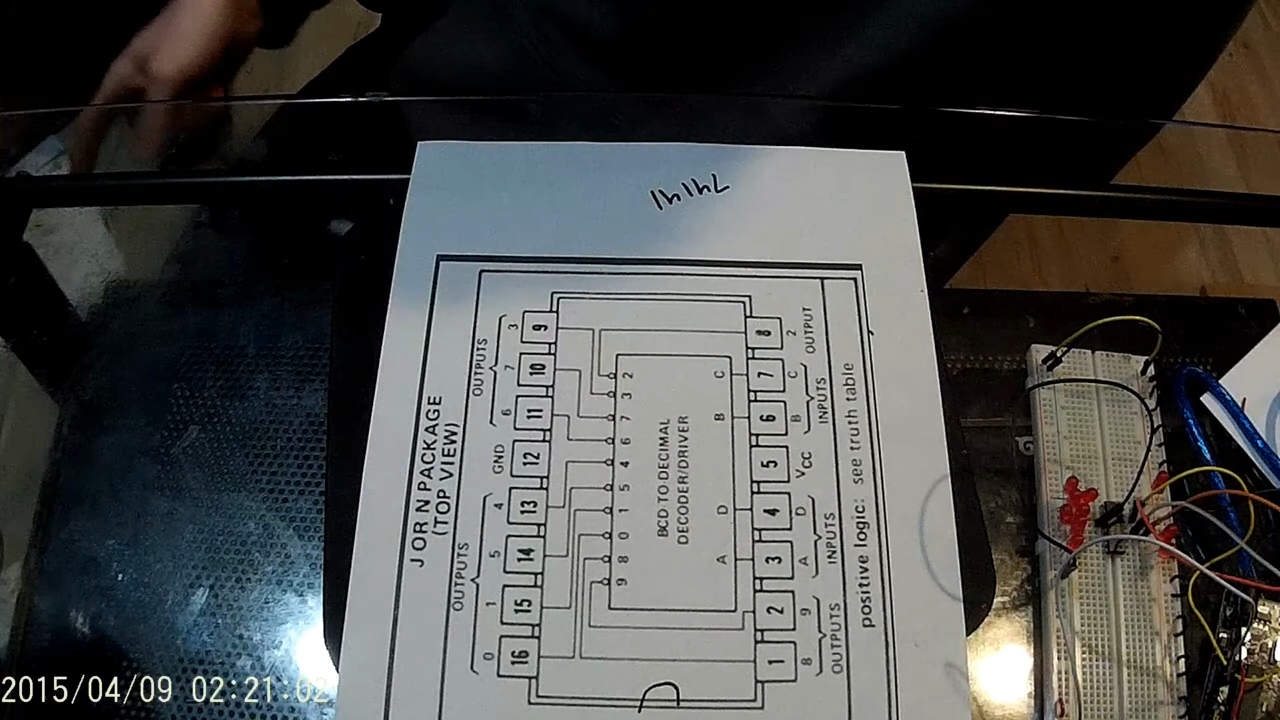 74141
J OR N PACKAGE
(TOP VIEW)
OUTPUTS OUTPUTS
0 1 5 4 GND 6 7 3
16 15 14 13 12 11 10 9
9 8 0 1 5 4 6 7 3 2
BCD-TO-DECIMAL
DECODER/DRIVER
A D B C
1 2 3 4 5 6 7 8
8 9 A D VCC B C 2
OUTPUTS INPUTS INPUTS OUTPUT
positive logic: see truth table
2015/04/09 02:21:02